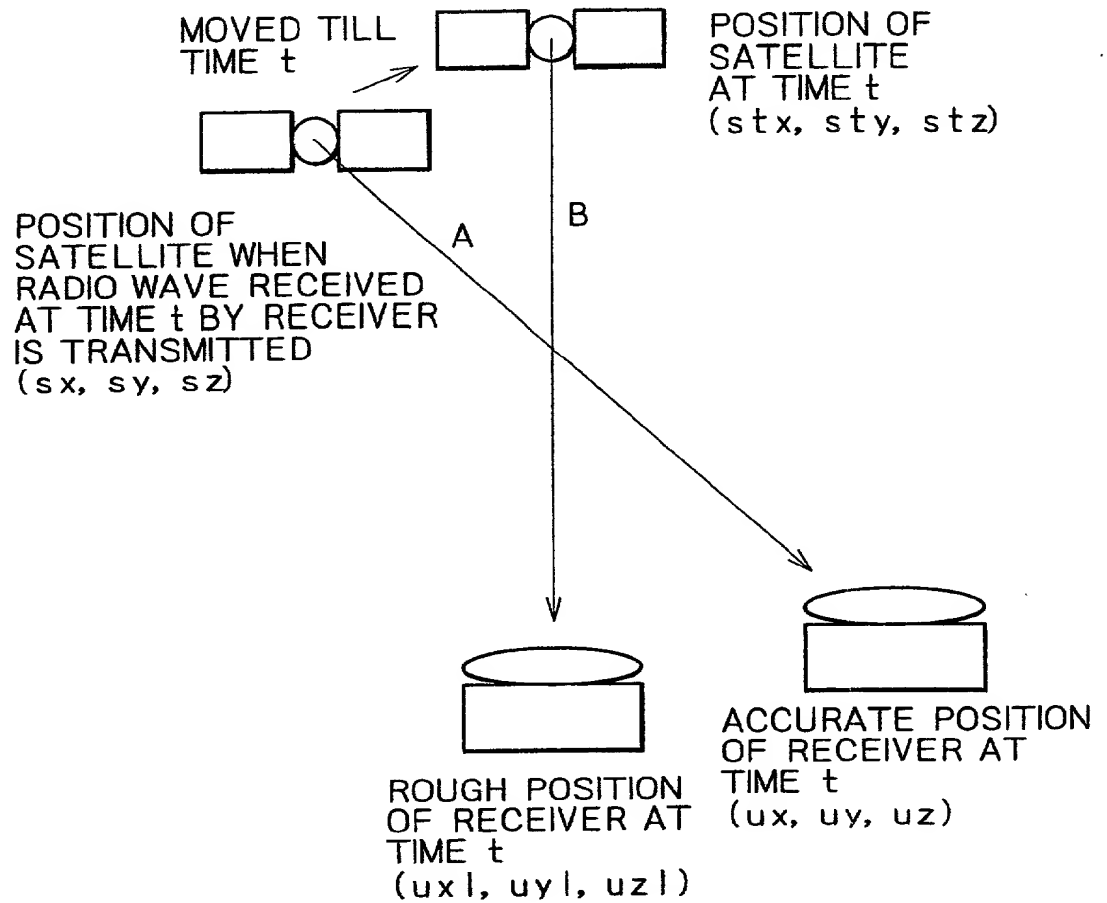 MOVED TILL
TIME t
POSITION OF
SATELLITE
AT TIME t
(stx, sty, stz)
POSITION OF
SATELLITE WHEN
RADIO WAVE RECEIVED
AT TIME t BY RECEIVER
IS TRANSMITTED
(sx, sy, sz)
A
B
ROUGH POSITION
OF RECEIVER AT
TIME t
(uxl, uyl, uzl)
ACCURATE POSITION
OF RECEIVER AT
TIME t
(ux, uy, uz)